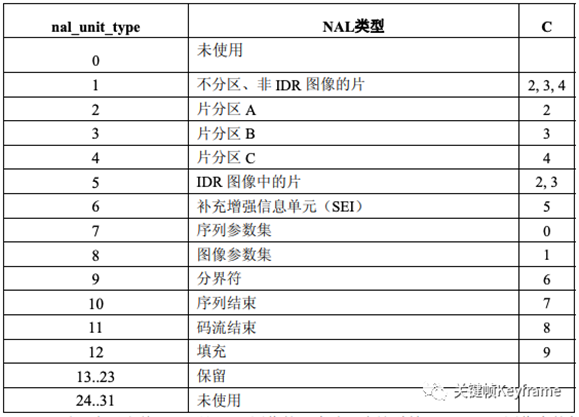 nal_unit_type NAL类型 C
0 未使用
1 不分区、非 IDR 图像的片 2, 3, 4
2 片分区 A 2
3 片分区 B 3
4 片分区 C 4
5 IDR 图像中的片 2, 3
6 补充增强信息单元（SEI） 5
7 序列参数集 0
8 图像参数集 1
9 分界符 6
10 序列结束 7
11 码流结束 8
12 填充 9
13..23 保留
24..31 未使用
关键帧Keyframe